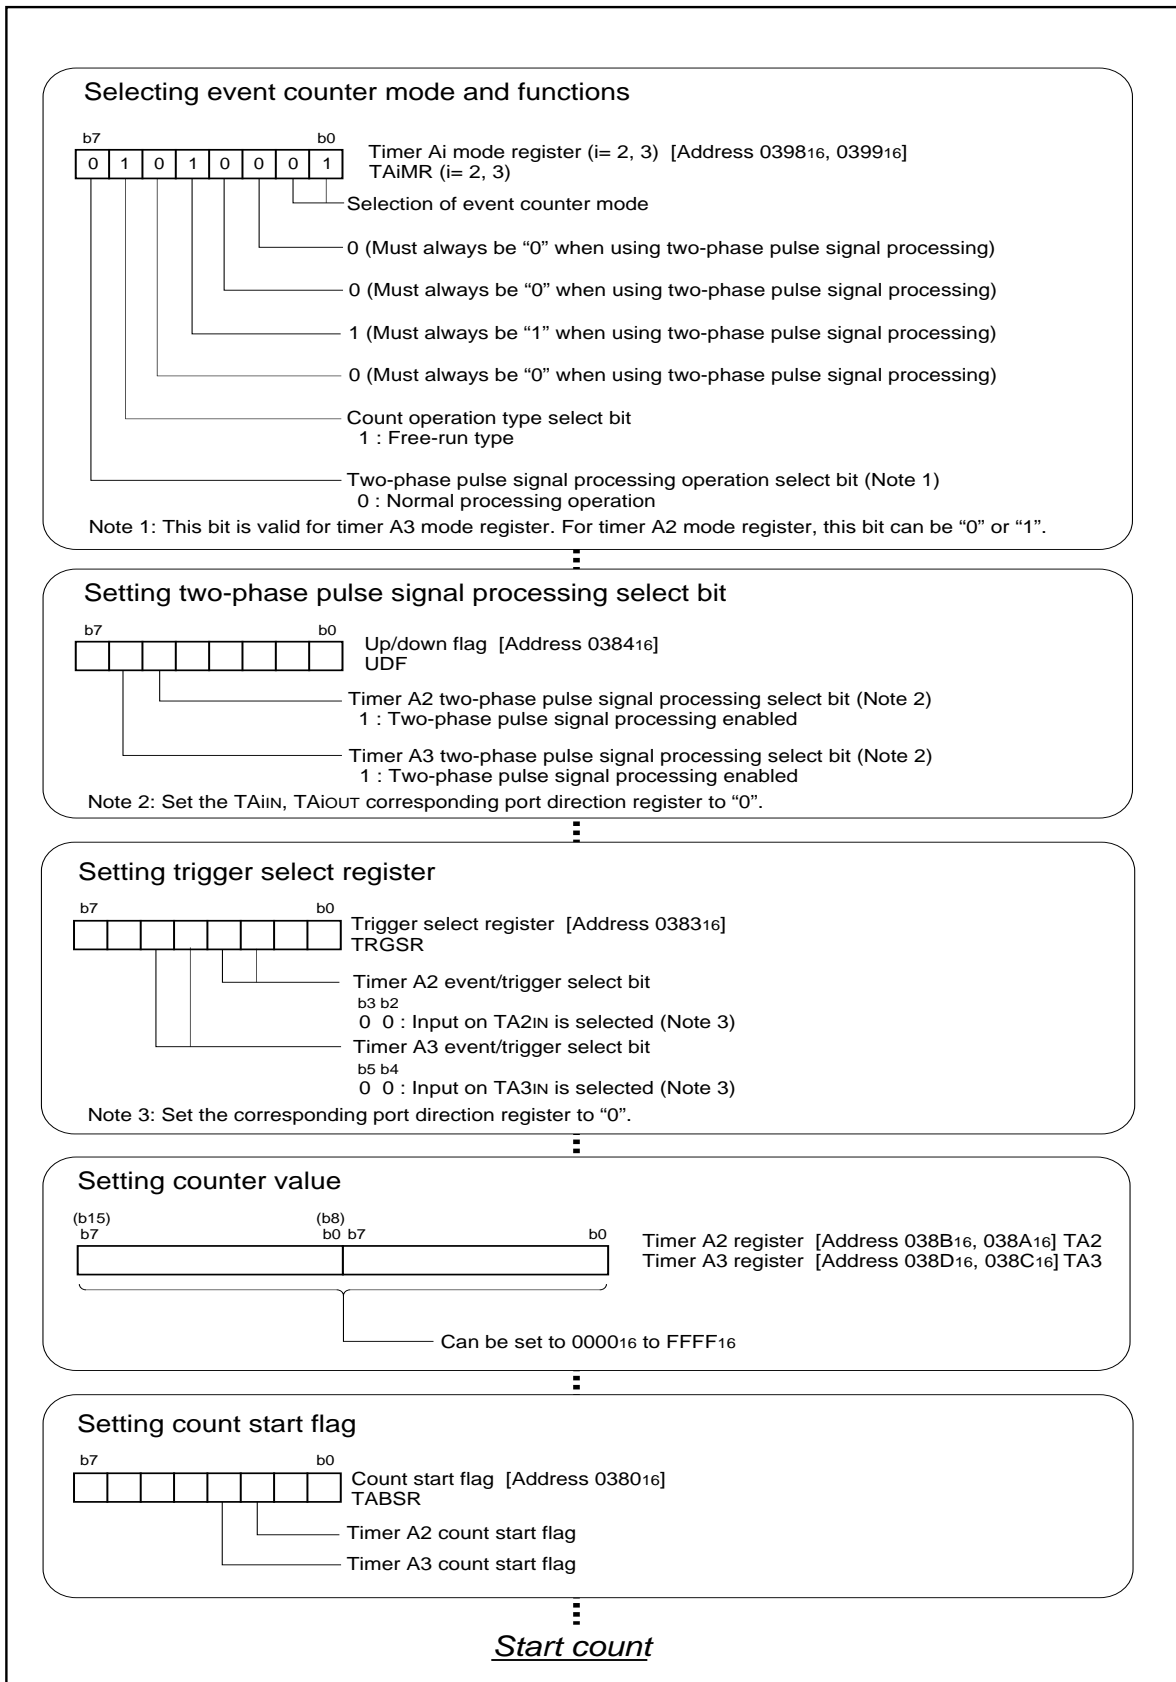 Selecting event counter mode and functions
b7 b0
0 1 0 1 0 0 0 1
Timer Ai mode register (i= 2, 3) [Address 039816, 039916]
TAiMR (i= 2, 3)
Selection of event counter mode
0 (Must always be “0” when using two-phase pulse signal processing)
0 (Must always be “0” when using two-phase pulse signal processing)
1 (Must always be “1” when using two-phase pulse signal processing)
0 (Must always be “0” when using two-phase pulse signal processing)
Count operation type select bit
1 : Free-run type
Two-phase pulse signal processing operation select bit (Note 1)
0 : Normal processing operation
Note 1: This bit is valid for timer A3 mode register. For timer A2 mode register, this bit can be “0” or “1”.
Setting two-phase pulse signal processing select bit
b7 b0
Up/down flag [Address 038416]
UDF
Timer A2 two-phase pulse signal processing select bit (Note 2)
1 : Two-phase pulse signal processing enabled
Timer A3 two-phase pulse signal processing select bit (Note 2)
1 : Two-phase pulse signal processing enabled
Note 2: Set the TAiIN, TAiOUT corresponding port direction register to “0”.
Setting trigger select register
b7 b0
Trigger select register [Address 038316]
TRGSR
Timer A2 event/trigger select bit
b3 b2
0 0 : Input on TA2IN is selected (Note 3)
Timer A3 event/trigger select bit
b5 b4
0 0 : Input on TA3IN is selected (Note 3)
Note 3: Set the corresponding port direction register to “0”.
Setting counter value
(b15) (b8)
b7 b0 b7 b0
Timer A2 register [Address 038B16, 038A16] TA2
Timer A3 register [Address 038D16, 038C16] TA3
Can be set to 000016 to FFFF16
Setting count start flag
b7 b0
Count start flag [Address 038016]
TABSR
Timer A2 count start flag
Timer A3 count start flag
Start count